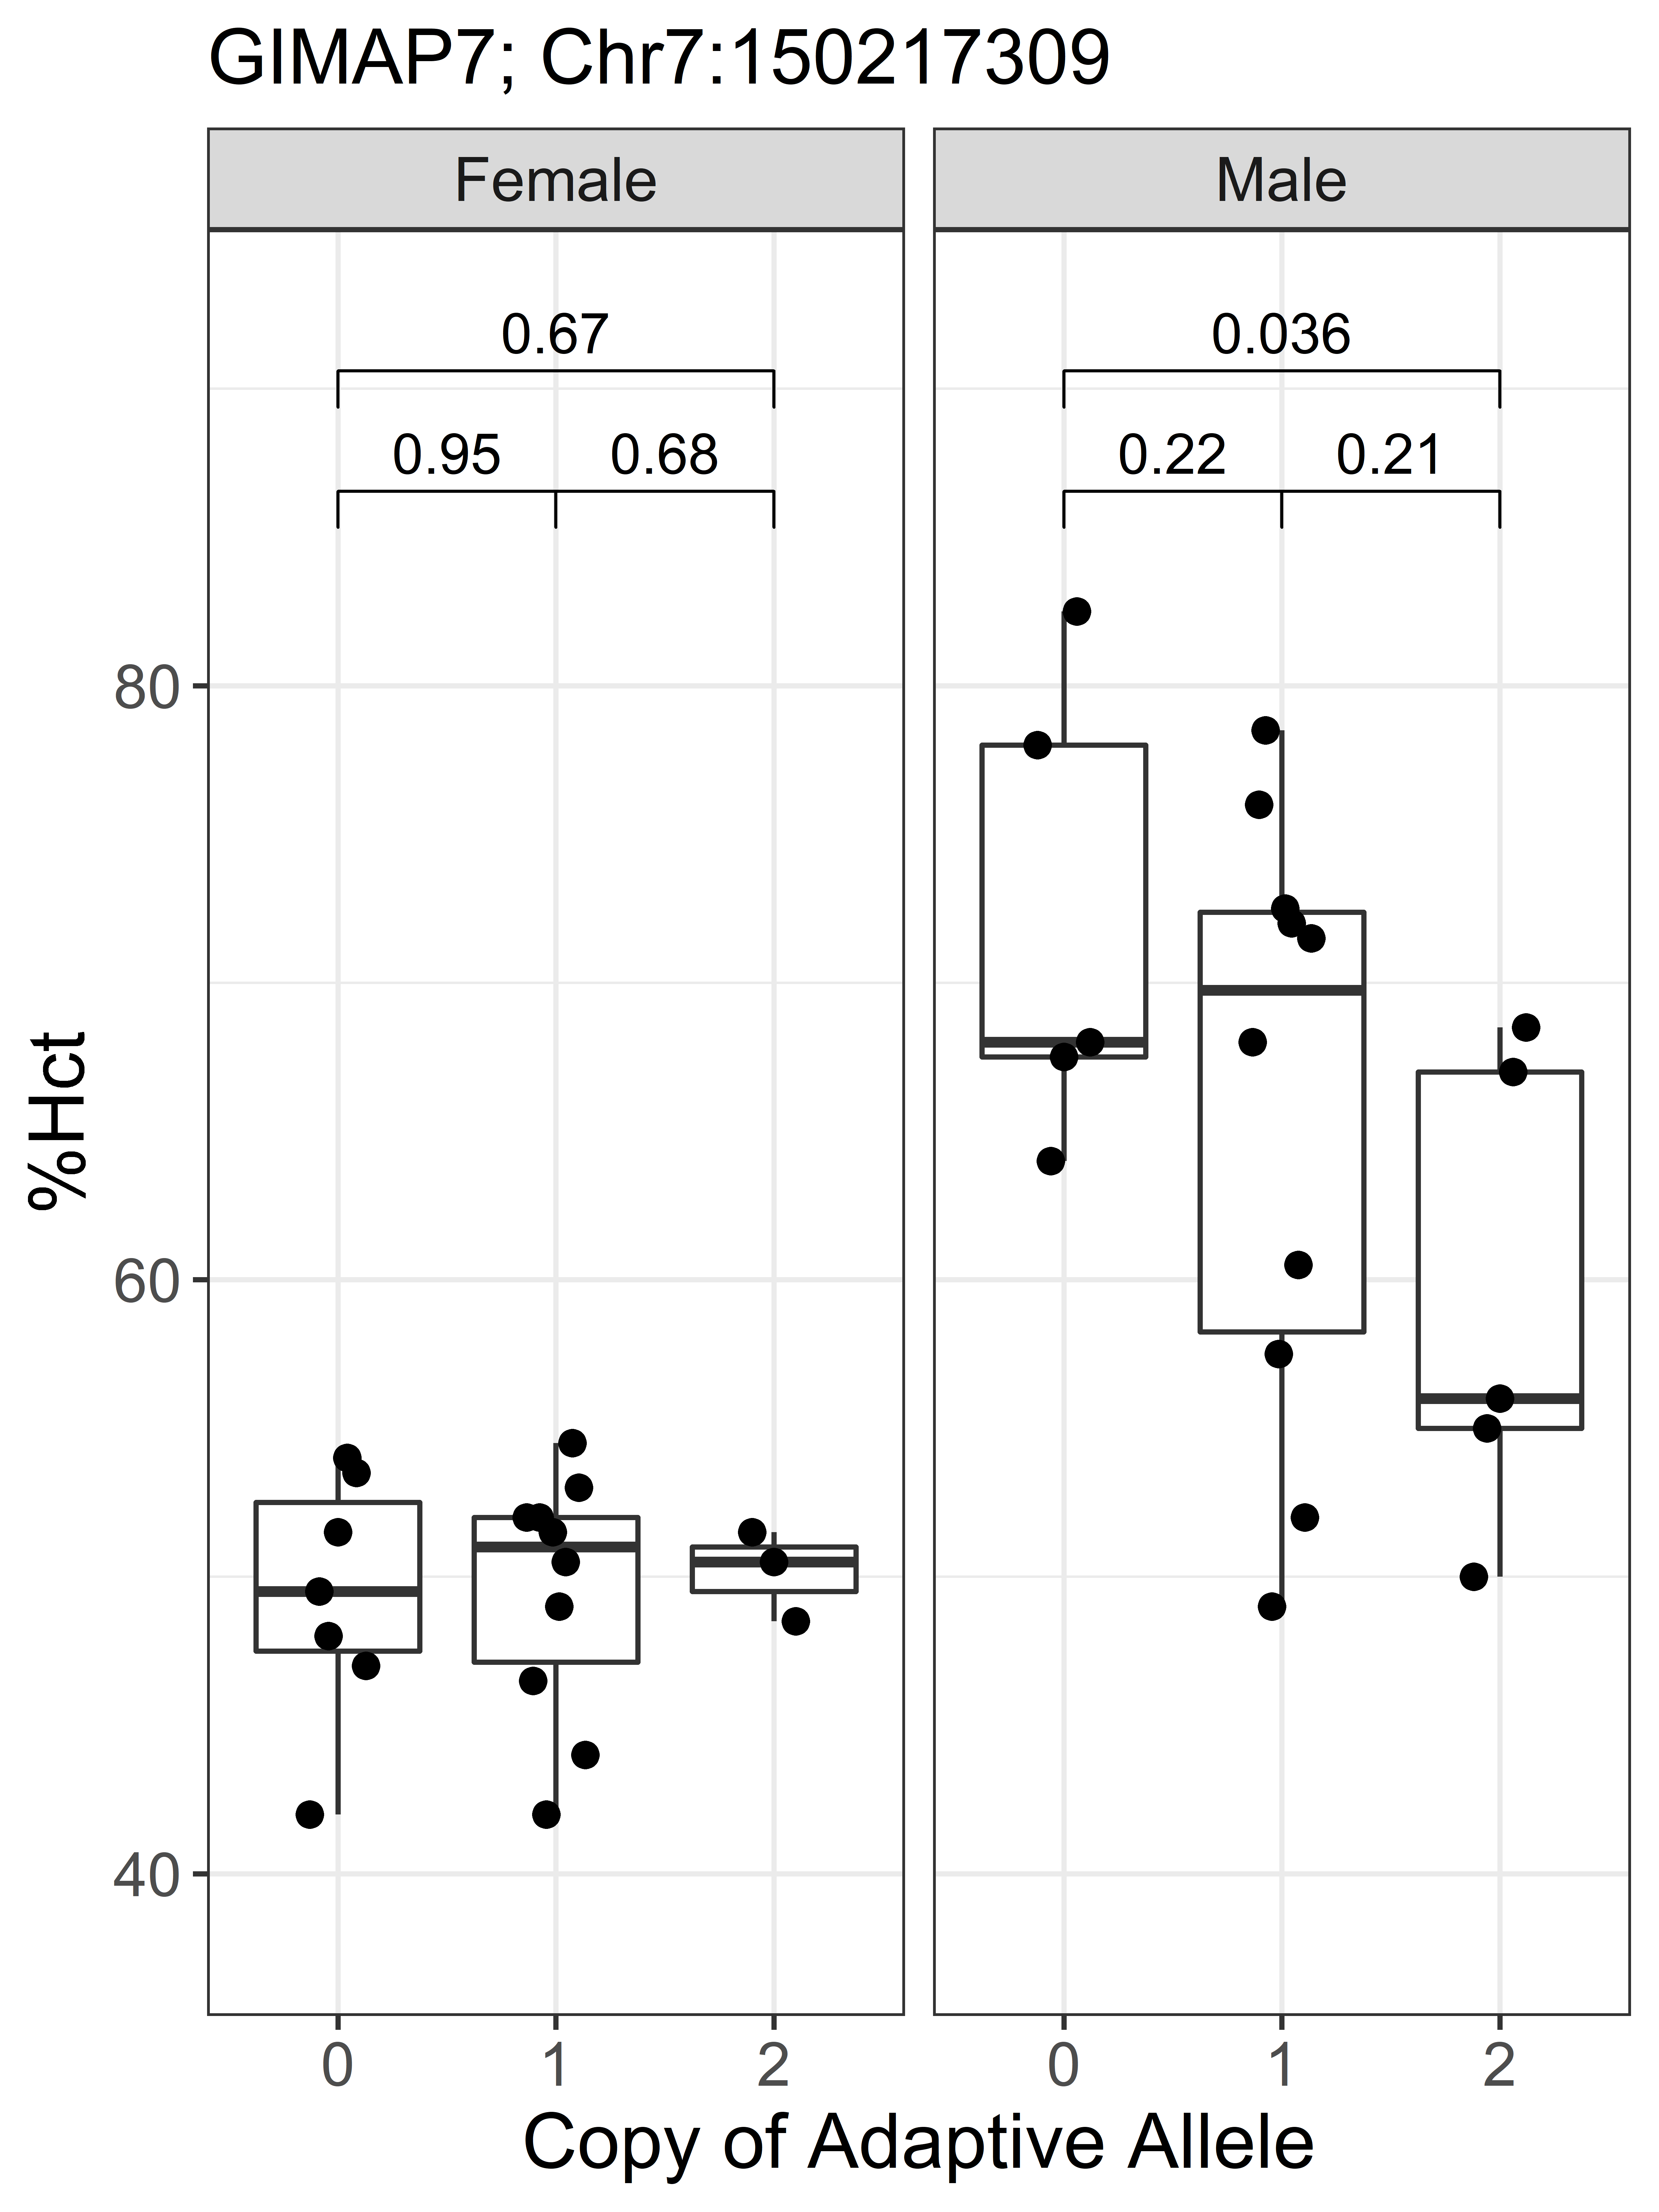 GIMAP7; Chr7:150217309
Female Male
0.67 0.036
0.95 0.68 0.22 0.21
80
%Hct
60
40
0 1 2 0 1 2
Copy of Adaptive Allele